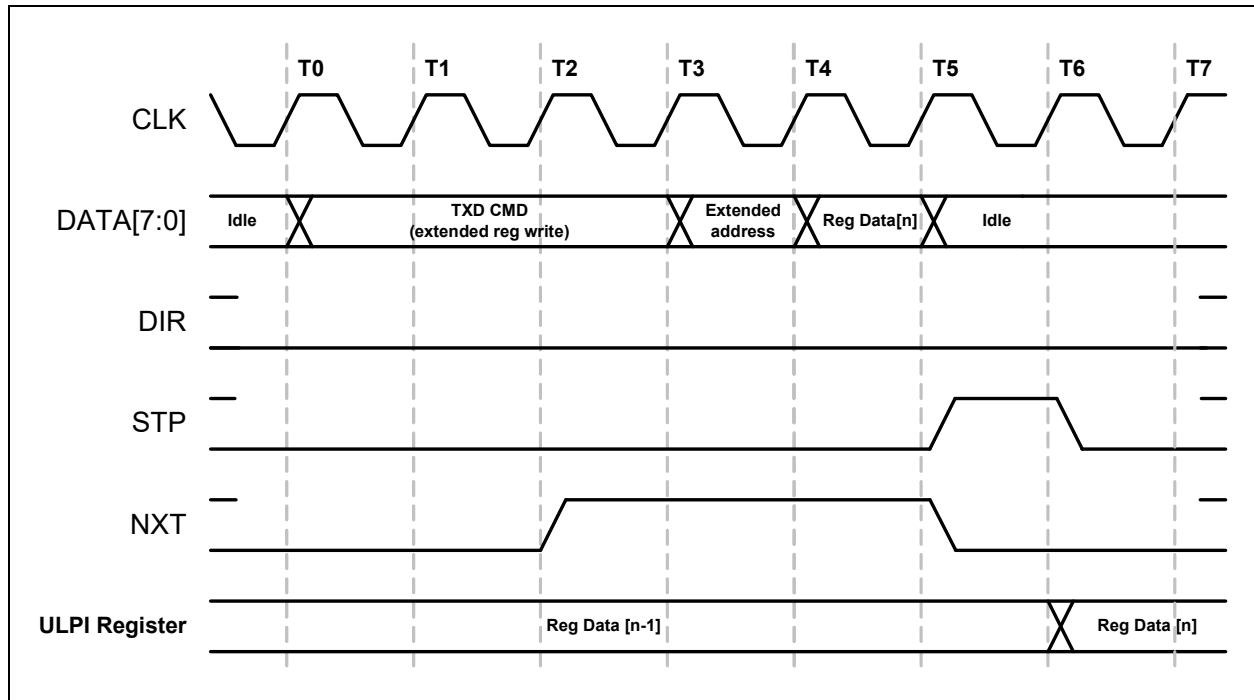 T0 T1 T2 T3 T4 T5 T6 T7
CLK
DATA[7:0]
Idle
TXD CMD
(extended reg write)
Extended
address
Reg Data[n]
Idle
DIR
STP
NXT
ULPI Register
Reg Data [n-1]
Reg Data [n]